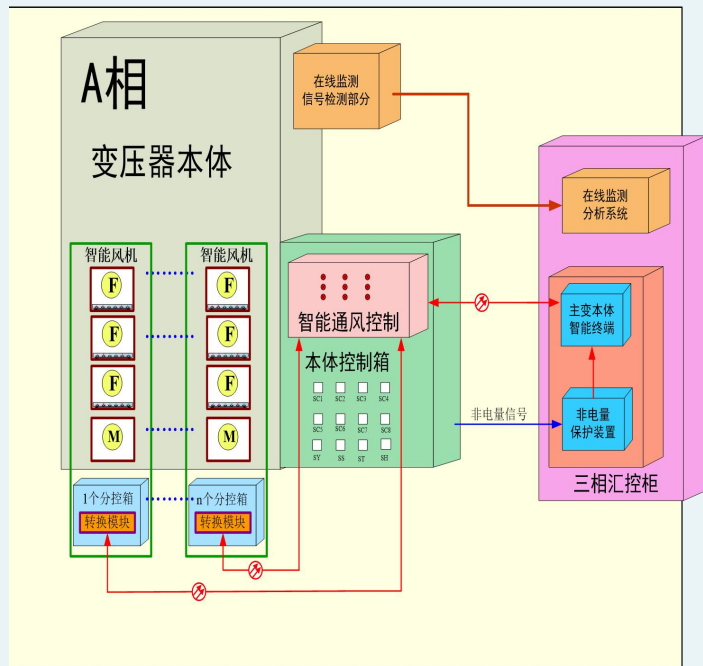 A相
变压器本体
在线监测
信号检测部分
在线监测
分析系统
智能风机
智能风机
F
F
F
F
F
F
M
M
智能通风控制
本体控制箱
SC1 SC2 SC3 SC4
SC5 SC6 SC7 SC8
SY SS ST SH
主变本体
智能终端
非电量信号
非电量
保护装置
三相汇控柜
1个分控箱
转换模块
n个分控箱
转换模块